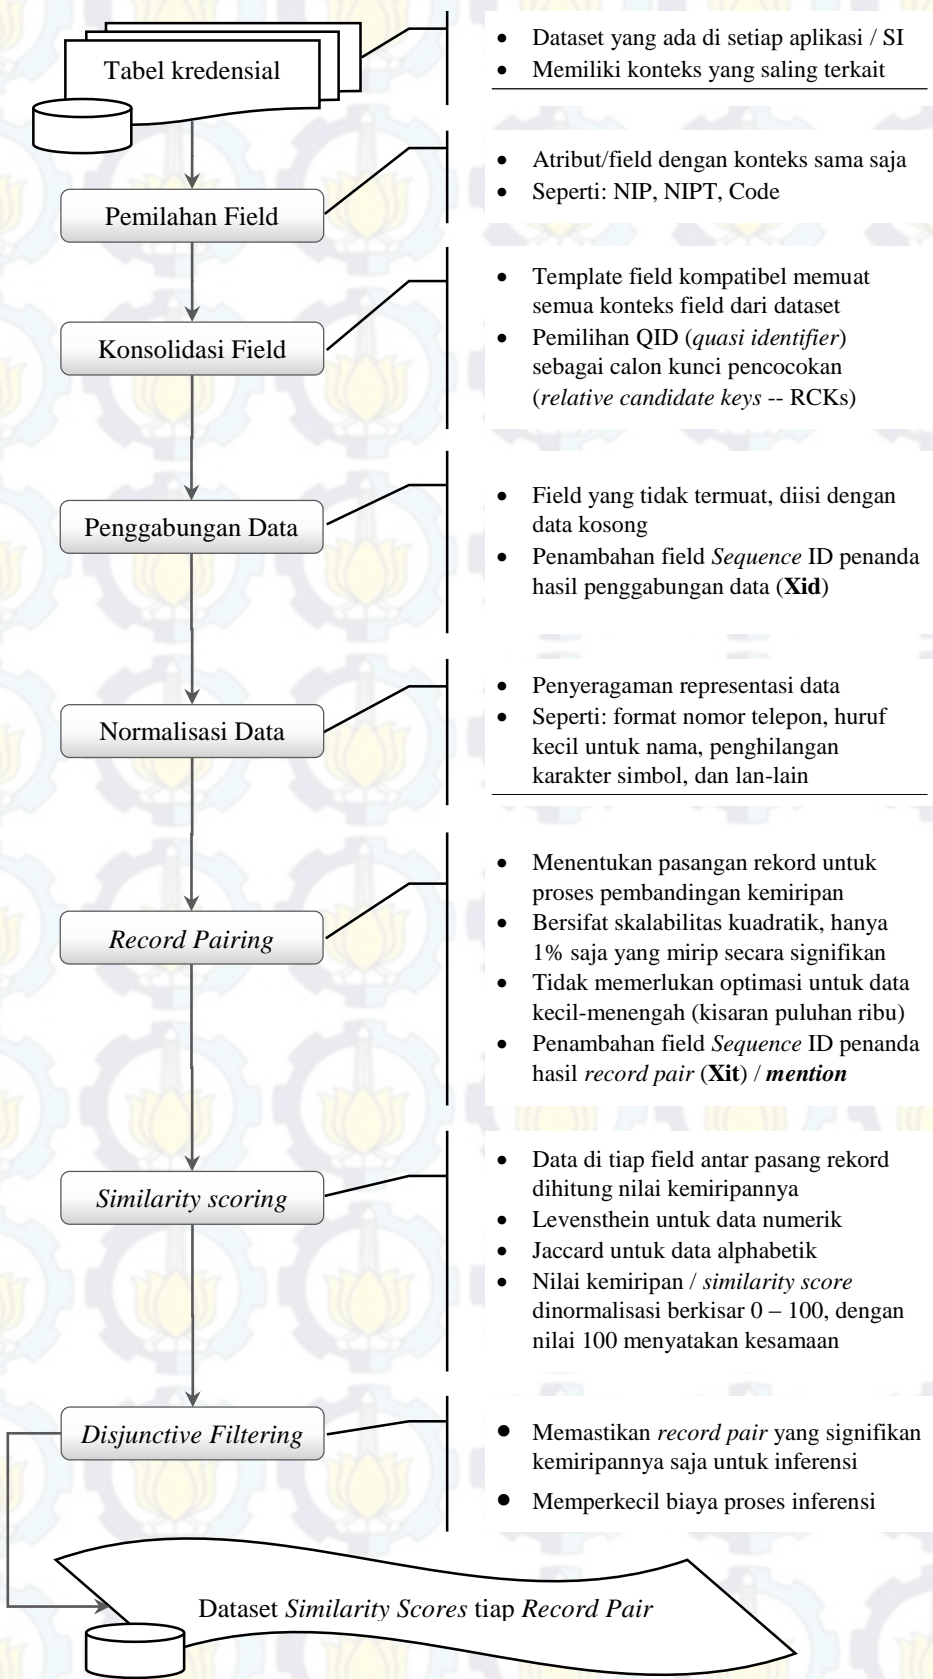 Tabel kredensial
• Dataset yang ada di setiap aplikasi / SI
• Memiliki konteks yang saling terkait
Pemilahan Field
• Atribut/field dengan konteks sama saja
• Seperti: NIP, NIPT, Code
Konsolidasi Field
• Template field kompatibel memuat
semua konteks field dari dataset
• Pemilihan QID (quasi identifier)
sebagai calon kunci pencocokan
(relative candidate keys -- RCKs)
Penggabungan Data
• Field yang tidak termuat, diisi dengan
data kosong
• Penambahan field Sequence ID penanda
hasil penggabungan data (Xid)
Normalisasi Data
• Penyeragaman representasi data
• Seperti: format nomor telepon, huruf
kecil untuk nama, penghilangan
karakter simbol, dan lan-lain
Record Pairing
• Menentukan pasangan rekord untuk
proses pembandingan kemiripan
• Bersifat skalabilitas kuadratik, hanya
1% saja yang mirip secara signifikan
• Tidak memerlukan optimasi untuk data
kecil-menengah (kisaran puluhan ribu)
• Penambahan field Sequence ID penanda
hasil record pair (Xit) / mention
Similarity scoring
• Data di tiap field antar pasang rekord
dihitung nilai kemiripannya
• Levensthein untuk data numerik
• Jaccard untuk data alphabetik
• Nilai kemiripan / similarity score
dinormalisasi berkisar 0 – 100, dengan
nilai 100 menyatakan kesamaan
Disjunctive Filtering
• Memastikan record pair yang signifikan
kemiripannya saja untuk inferensi
• Memperkecil biaya proses inferensi
Dataset Similarity Scores tiap Record Pair